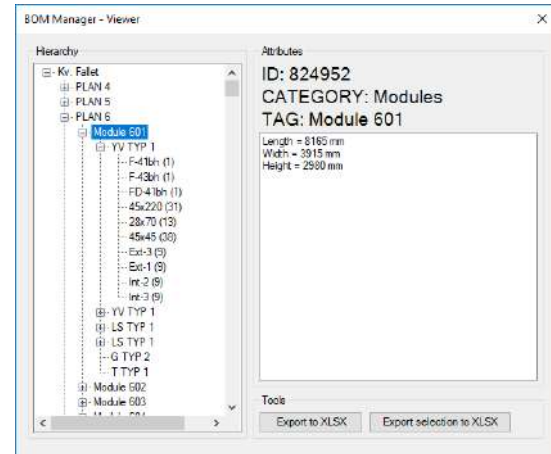 BOM Manager - Viewer
Hierarchy
Kv. Fallet
PLAN 4
PLAN 5
PLAN 6
Module 601
YV TYP 1
F-41bh (1)
F-43bh (1)
FD-41bh (1)
45x220 (31)
28x70 (13)
45x45 (38)
Ext-3 (9)
Ext-1 (9)
Int-2 (9)
Int-3 (9)
YV TYP 1
LS TYP 1
LS TYP 1
G TYP 2
T TYP 1
Module 602
Module 603
Attributes
ID: 824952
CATEGORY: Modules
TAG: Module 601
Length = 8165 mm
Width = 3915 mm
Height = 2980 mm
Tools
Export to XLSX
Export selection to XLSX